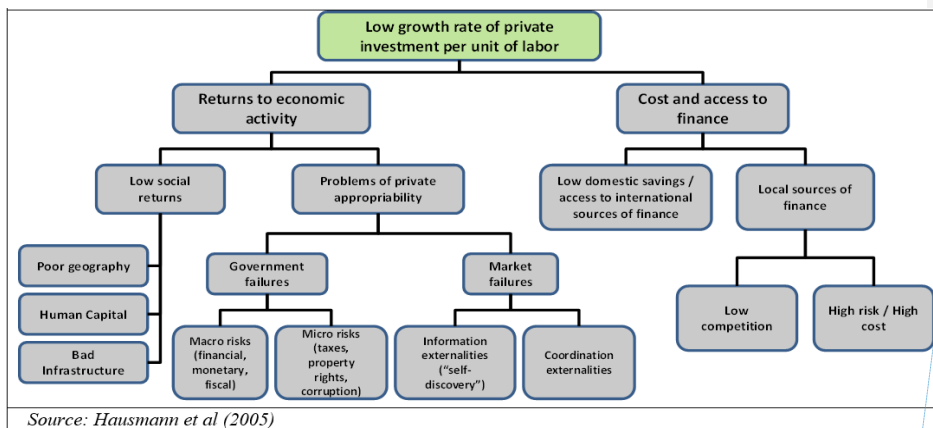 Low growth rate of private
investment per unit of labor
Returns to economic
activity
Cost and access to
finance
Low social
returns
Problems of private
appropriability
Low domestic savings /
access to international
sources of finance
Local sources of
finance
Poor geography
Human Capital
Bad
Infrastructure
Government
failures
Market
failures
Macro risks
(financial,
monetary,
fiscal)
Micro risks
(taxes,
property
rights,
corruption)
Information
externalities
("self-
discovery")
Coordination
externalities
Low
competition
High risk / High
cost
Source: Hausmann et al (2005)